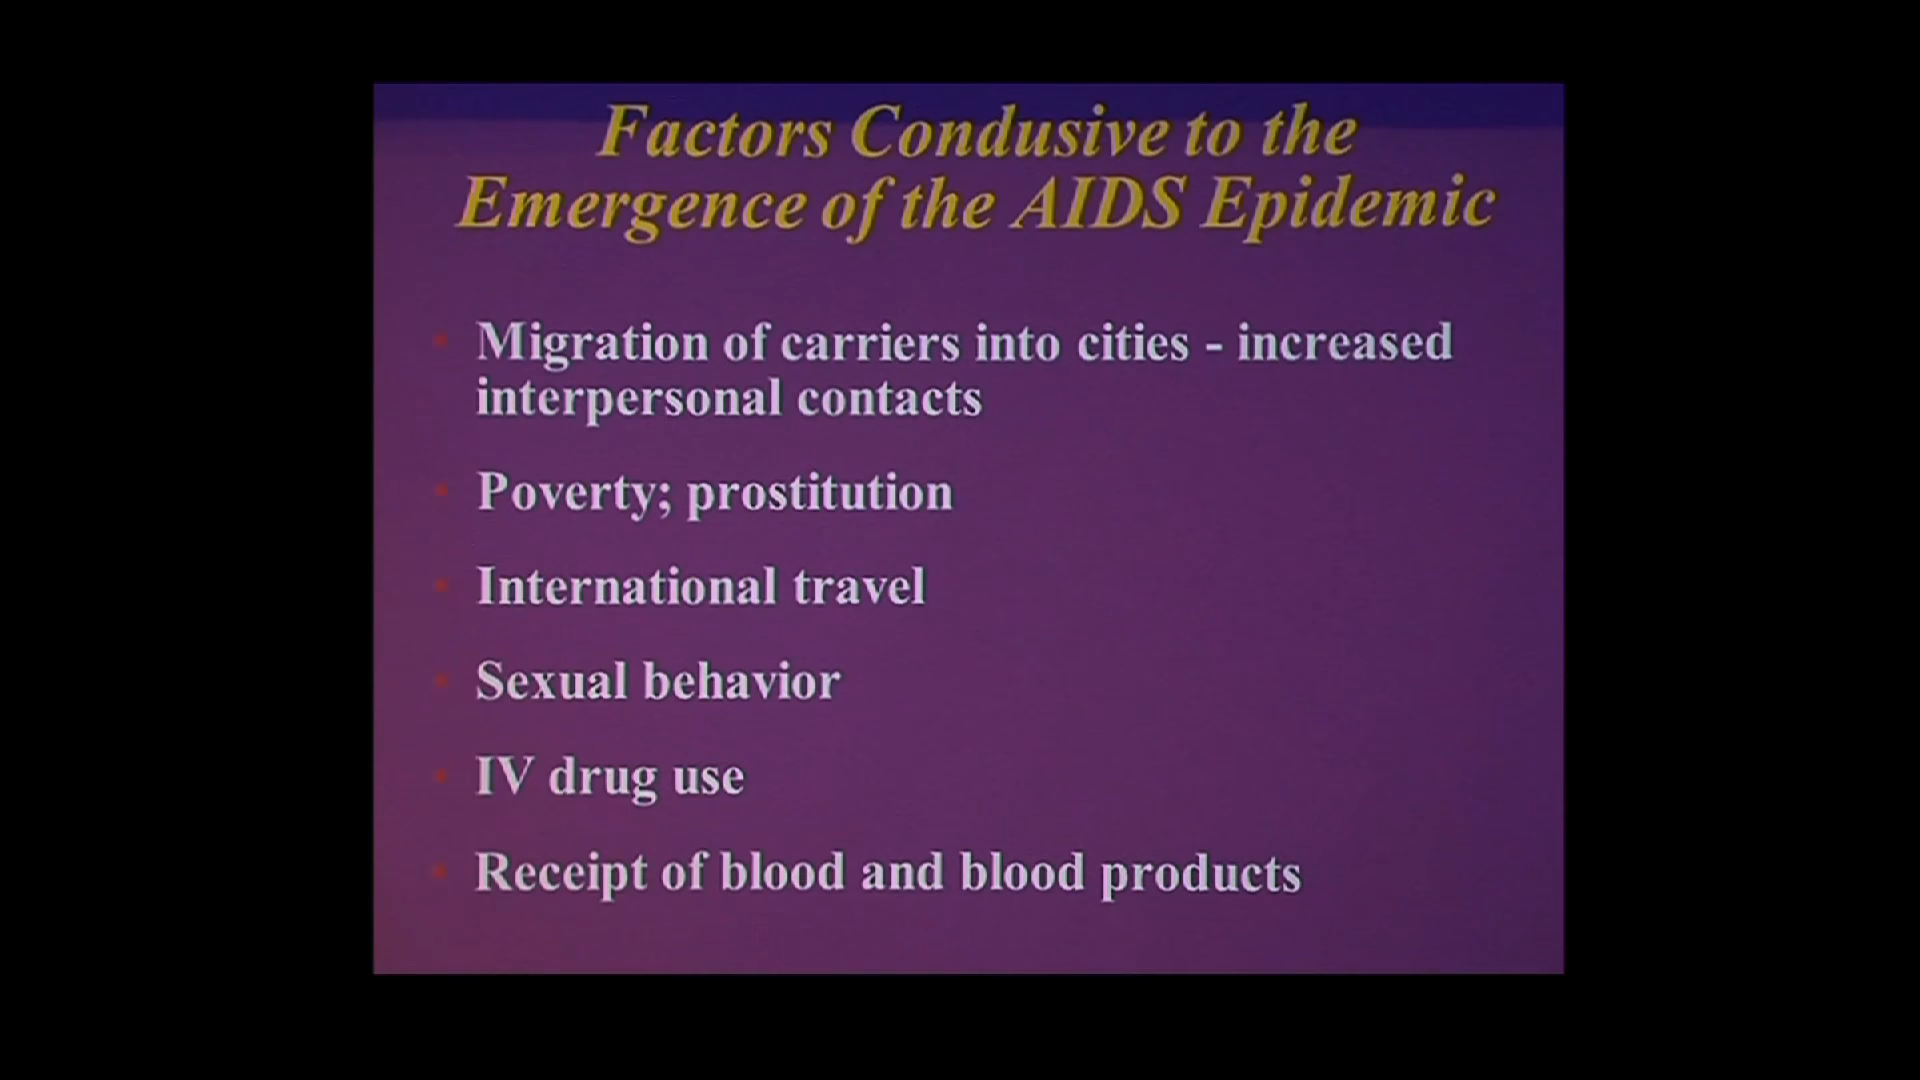 Factors Condusive to the
Emergence of the AIDS Epidemic
• Migration of carriers into cities - increased
interpersonal contacts
• Poverty; prostitution
• International travel
• Sexual behavior
• IV drug use
• Receipt of blood and blood products